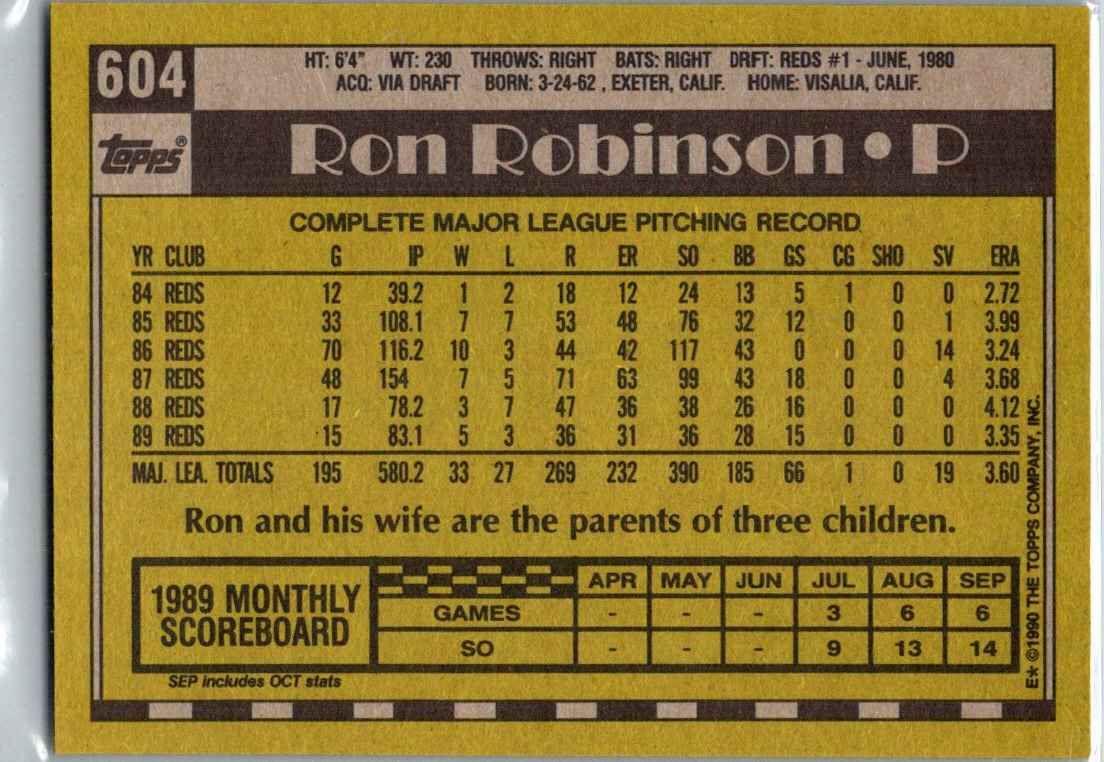 604
HT: 6'4" WT: 230 THROWS: RIGHT BATS: RIGHT DRFT: REDS #1 - JUNE, 1980
ACQ: VIA DRAFT BORN: 3-24-62 , EXETER, CALIF. HOME: VISALIA, CALIF.
topps®
Ron Robinson • P
COMPLETE MAJOR LEAGUE PITCHING RECORD
YR CLUB G IP W L R ER SO BB GS CG SHO SV ERA
84 REDS 12 39.2 1 2 18 12 24 13 5 1 0 0 2.72
85 REDS 33 108.1 7 7 53 48 76 32 12 0 0 1 3.99
86 REDS 70 116.2 10 3 44 42 117 43 0 0 0 14 3.24
87 REDS 48 154 7 5 71 63 99 43 18 0 0 4 3.68
88 REDS 17 78.2 3 7 47 36 38 26 16 0 0 0 4.12
89 REDS 15 83.1 5 3 36 31 36 28 15 0 0 0 3.35
MAJ. LEA. TOTALS 195 580.2 33 27 269 232 390 185 66 1 0 19 3.60
Ron and his wife are the parents of three children.
1989 MONTHLY
SCOREBOARD
APR MAY JUN JUL AUG SEP
GAMES - - - 3 6 6
SO - - - 9 13 14
SEP includes OCT stats
E* ©1990 THE TOPPS COMPANY, INC.